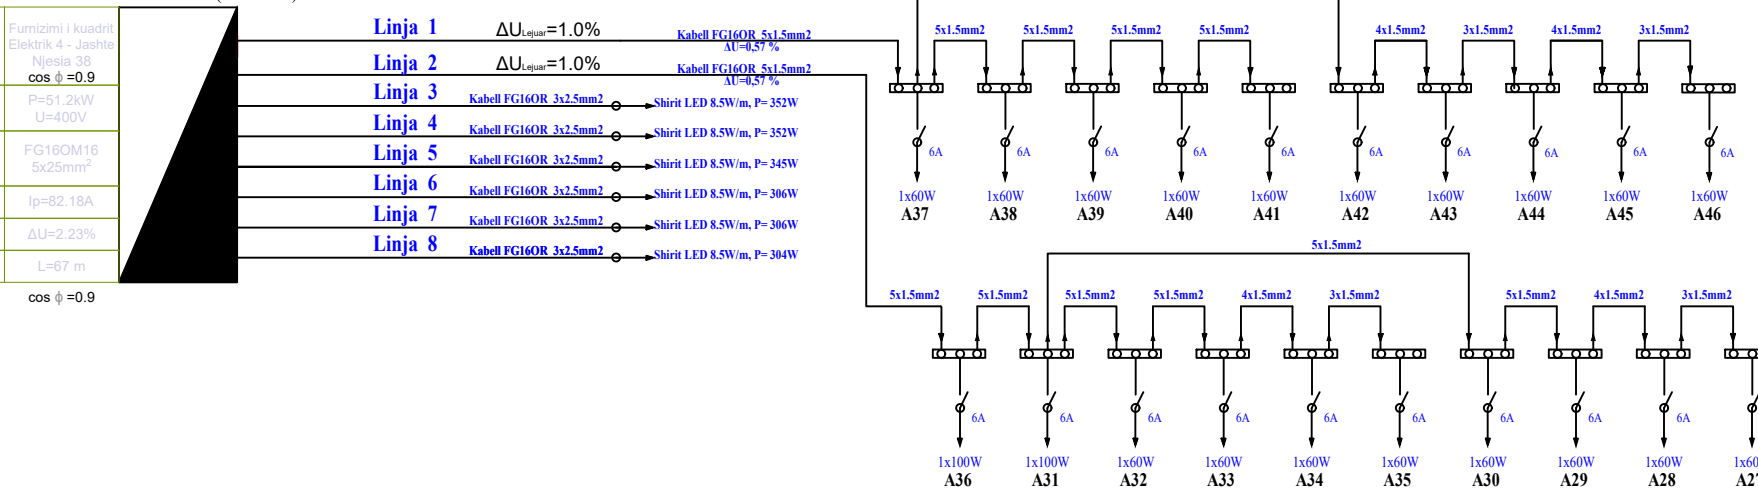 Furnizimi i kuadrit
Elektrik 4 - Jashte
Njesia 38
cos ϕ =0.9
P=51.2kW
U=400V
FG16OM16
5x25mm²
Ip=82.18A
ΔU=2.23%
L=67 m
cos ϕ =0.9
Linja 1
ΔULejuar=1.0%
Kabell FG16OR 5x1.5mm2
ΔU=0,57 %
Linja 2
ΔULejuar=1.0%
Kabell FG16OR 5x1.5mm2
ΔU=0,57 %
Linja 3
Kabell FG16OR 3x2.5mm2
Shirit LED 8.5W/m, P= 352W
Linja 4
Kabell FG16OR 3x2.5mm2
Shirit LED 8.5W/m, P= 352W
Linja 5
Kabell FG16OR 3x2.5mm2
Shirit LED 8.5W/m, P= 345W
Linja 6
Kabell FG16OR 3x2.5mm2
Shirit LED 8.5W/m, P= 306W
Linja 7
Kabell FG16OR 3x2.5mm2
Shirit LED 8.5W/m, P= 306W
Linja 8
Kabell FG16OR 3x2.5mm2
Shirit LED 8.5W/m, P= 304W
5x1.5mm2 5x1.5mm2 5x1.5mm2 5x1.5mm2 4x1.5mm2 3x1.5mm2 4x1.5mm2 3x1.5mm2
6A 6A 6A 6A 6A 6A 6A 6A 6A 6A
1x60W 1x60W 1x60W 1x60W 1x60W 1x60W 1x60W 1x60W 1x60W 1x60W
A37 A38 A39 A40 A41 A42 A43 A44 A45 A46
5x1.5mm2
5x1.5mm2 5x1.5mm2 5x1.5mm2 5x1.5mm2 4x1.5mm2 3x1.5mm2 5x1.5mm2 4x1.5mm2 3x1.5mm2
6A 6A 6A 6A 6A 6A 6A 6A 6A
1x100W 1x100W 1x60W 1x60W 1x60W 1x60W 1x60W 1x60W 1x60W
A36 A31 A32 A33 A34 A35 A30 A29 A28